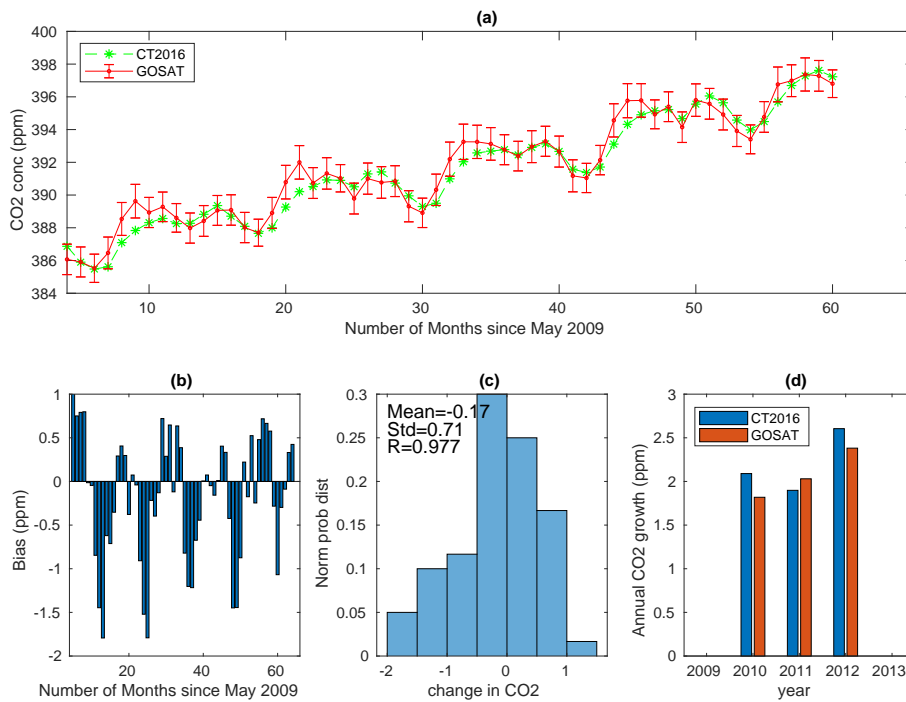 (a)
400
398
396
394
392
390
388
386
384
CO2 conc (ppm)
CT2016
GOSAT
10
20
30
40
50
60
Number of Months since May 2009
(b)
1
0.5
0
-0.5
-1
-1.5
-2
Bias (ppm)
20
40
60
Number of Months since May 2009
(c)
0.3
0.25
0.2
0.15
0.1
0.05
0
Norm prob dist
Mean=-0.17
Std=0.71
R=0.977
-2
-1
0
1
change in CO2
(d)
3
2.5
2
1.5
1
0.5
0
Annual CO2 growth (ppm)
CT2016
GOSAT
2009
2010
2011
2012
2013
year